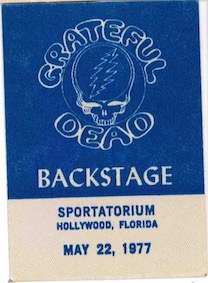 GRATEFUL
DEAD
BACKSTAGE
SPORTATORIUM
HOLLYWOOD, FLORIDA
MAY 22, 1977